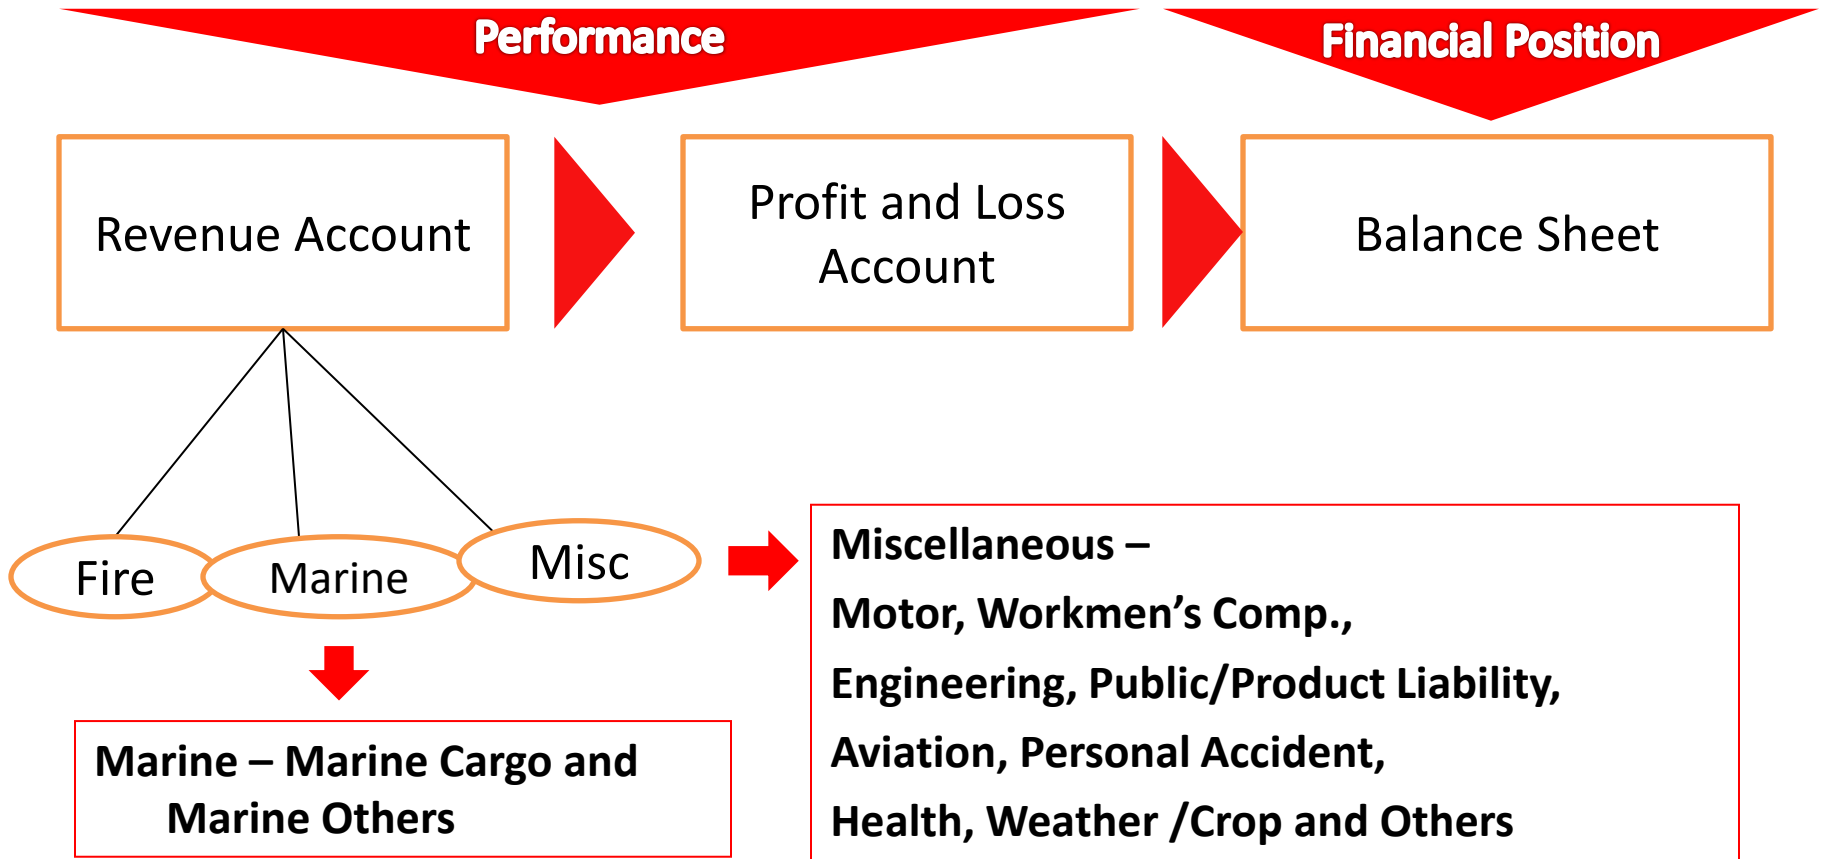 Performance
Financial Position
Revenue Account
Profit and Loss
Account
Balance Sheet
Fire
Marine
Misc
Marine – Marine Cargo and
Marine Others
Miscellaneous –
Motor, Workmen’s Comp.,
Engineering, Public/Product Liability,
Aviation, Personal Accident,
Health, Weather /Crop and Others